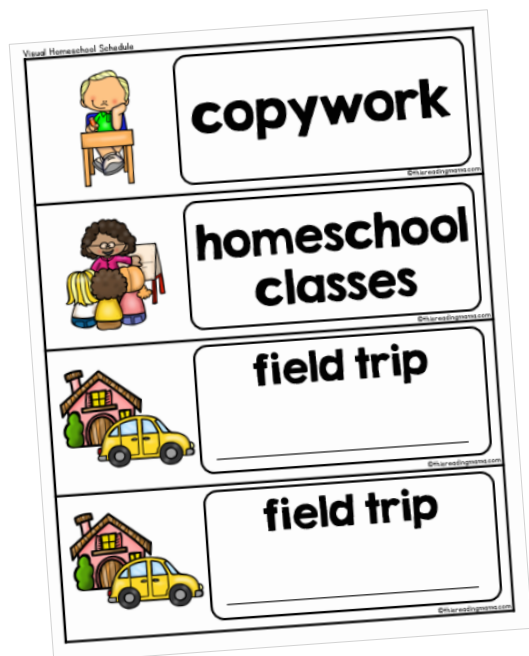 Visual Homeschool Schedule
copywork
©thisreadingmama.com
homeschool
classes
©thisreadingmama.com
field trip
©thisreadingmama.com
field trip
©thisreadingmama.com